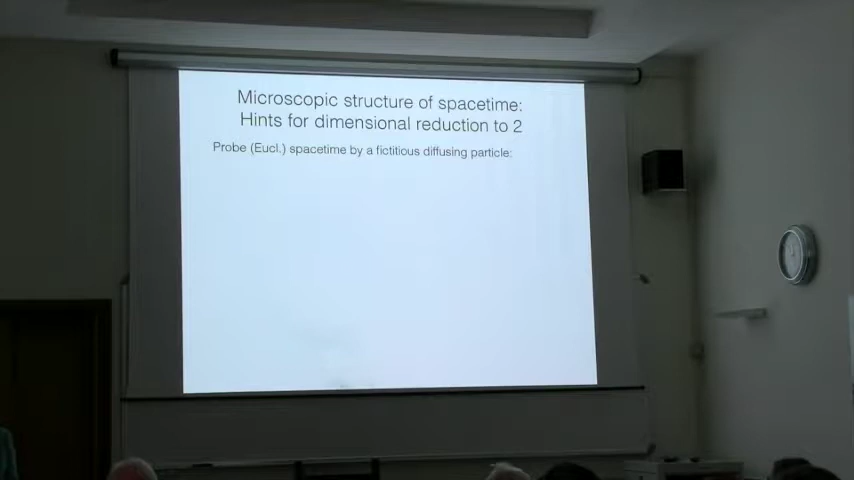 Microscopic structure of spacetime:
Hints for dimensional reduction to 2
Probe (Eucl.) spacetime by a fictitious diffusing particle: